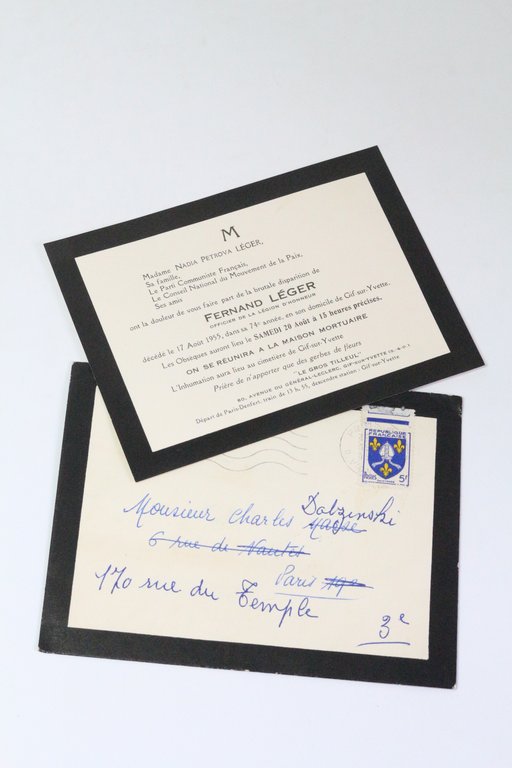 M
Madame NADIA PETROVA LÉGER,
Sa famille,
Le Parti Communiste Français,
Le Conseil National du Mouvement de la Paix,
Ses amis
ont la douleur de vous faire part de la brutale disparition de
FERNAND LÉGER
OFFICIER DE LA LÉGION D'HONNEUR
décédé le 17 Août 1955, dans sa 74e année, en son domicile de Gif-sur-Yvette.
Les Obsèques auront lieu le SAMEDI 20 Août à 15 heures précises.
ON SE RÉUNIRA A LA MAISON MORTUAIRE
L'Inhumation aura lieu au cimetière de Gif-sur-Yvette
Prière de n'apporter que des gerbes de fleurs
"LE GROS TILLEUL"
80, AVENUE DU GÉNÉRAL-LECLERC, GIF-SUR-YVETTE (S.-&-O.)
Départ de Paris-Denfert, train de 13 h. 55, descendre station : Gif-sur-Yvette
REPUBLIQUE
FRANÇAISE
5F
Monsieur Charles Dobzinski
6 rue de Nantes
Paris 19e
170 rue du Temple
3e